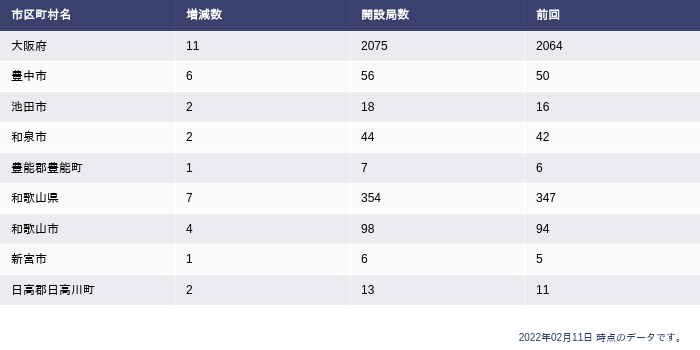 市区町村名 増減数 開設局数 前回
大阪府 11 2075 2064
豊中市 6 56 50
池田市 2 18 16
和泉市 2 44 42
豊能郡豊能町 1 7 6
和歌山県 7 354 347
和歌山市 4 98 94
新宮市 1 6 5
日高郡日高川町 2 13 11
2022年02月11日 時点のデータです。